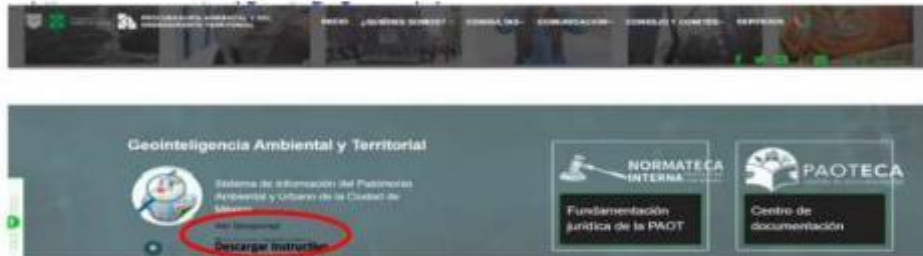 PROCURADURÍA AMBIENTAL Y DEL
ORDENAMIENTO TERRITORIAL
INICIO ¿QUIÉNES SOMOS? CONSULTAS COMUNICACIÓN CONSEJO Y COMITÉS SERVICIOS
Geointeligencia Ambiental y Territorial
Sistema de información del Patrimonio
Ambiental y Urbano de la Ciudad de
México
Ver Geoportal
Descargar Instructivo
NORMATECA
INTERNA
Fundamentación
jurídica de la PAOT
PAOTECA
Centro de
documentación